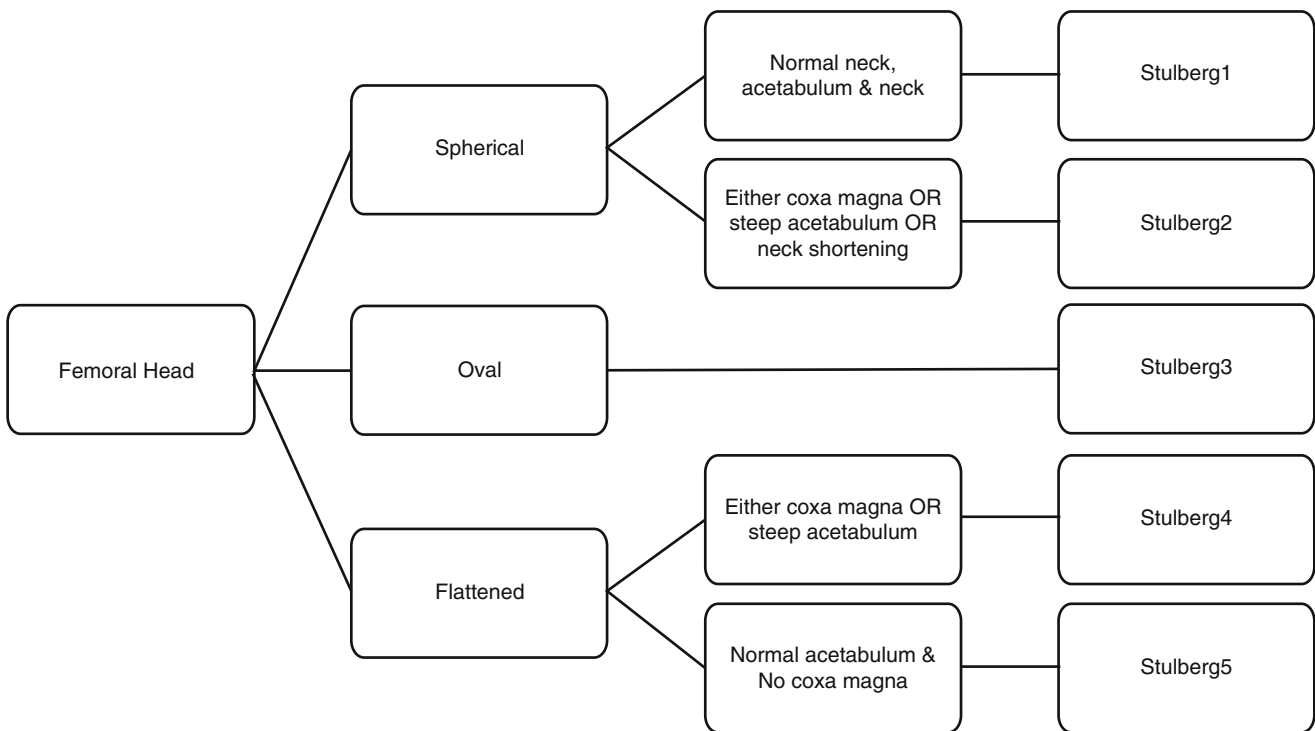 Femoral Head
Spherical
Normal neck,
acetabulum & neck
Stulberg1
Either coxa magna OR
steep acetabulum OR
neck shortening
Stulberg2
Oval
Stulberg3
Flattened
Either coxa magna OR
steep acetabulum
Stulberg4
Normal acetabulum &
No coxa magna
Stulberg5